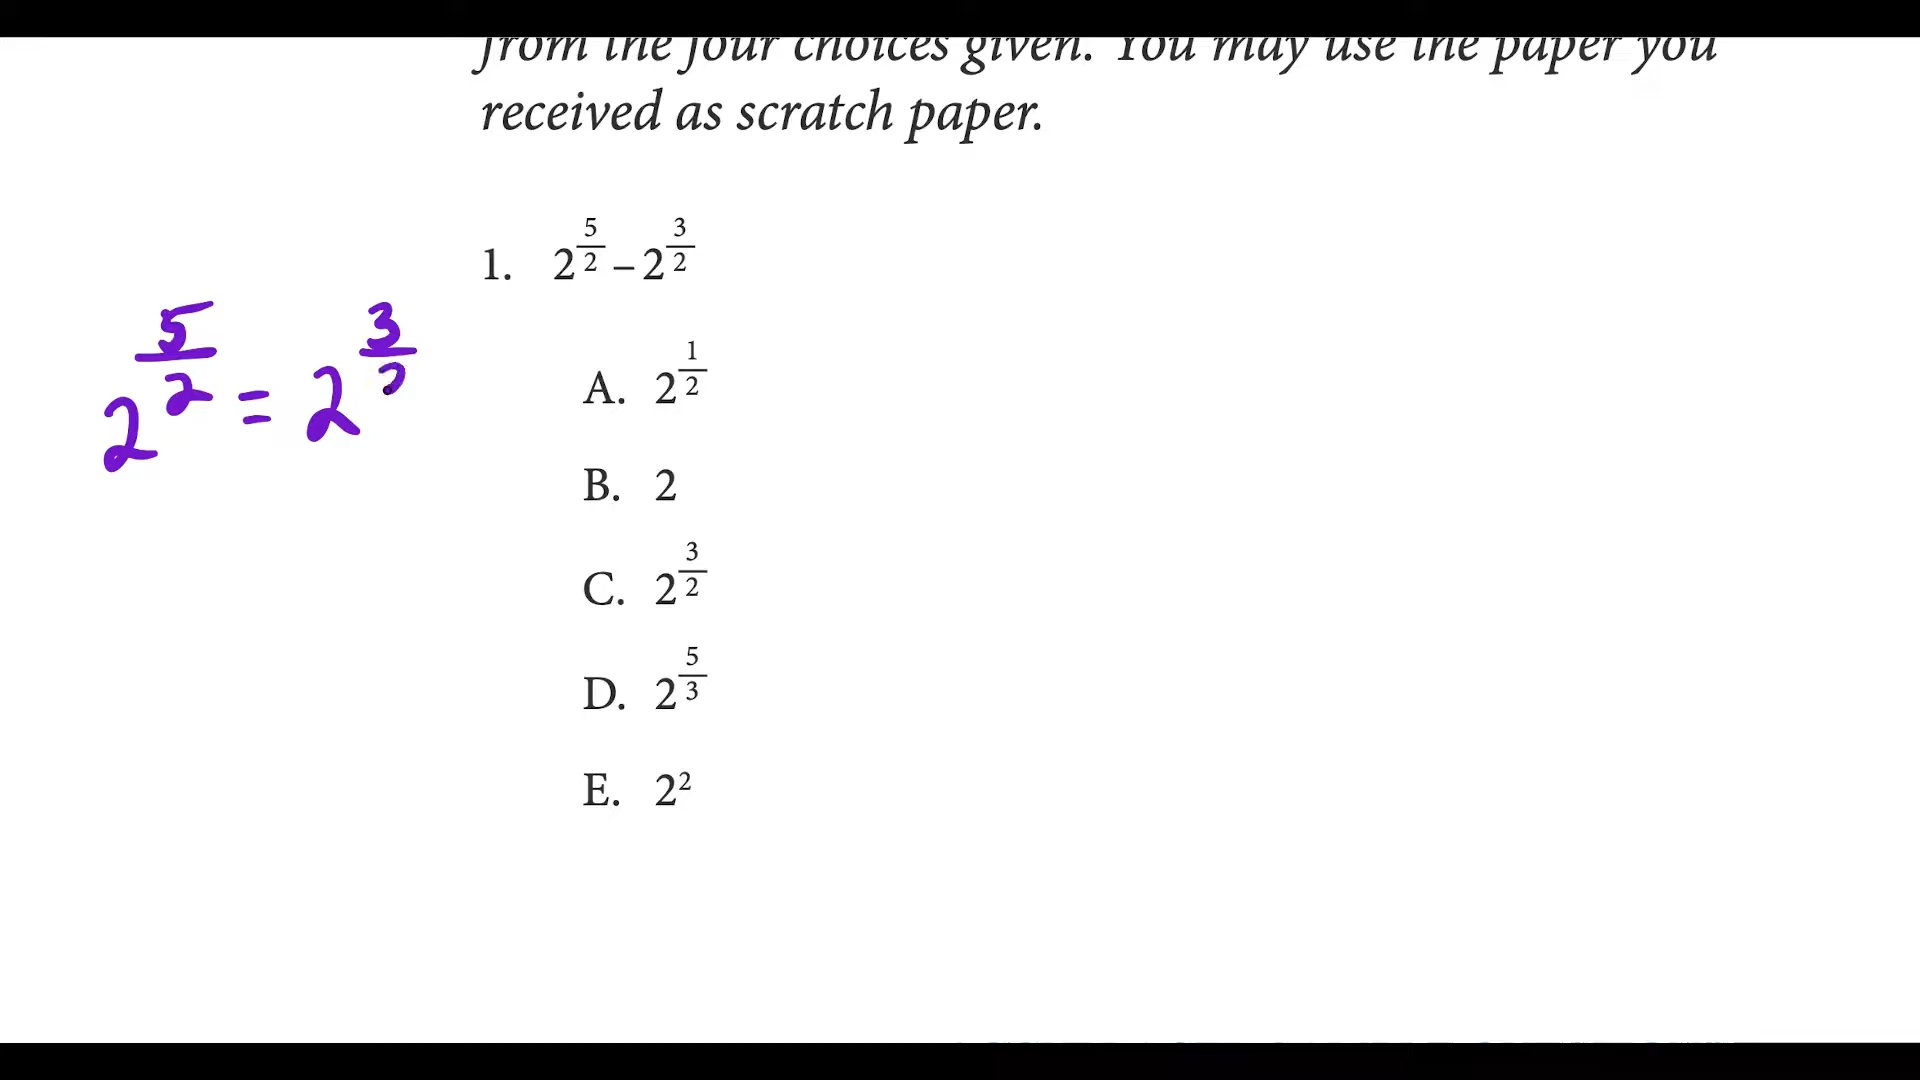 from the four choices given. You may use the paper you
received as scratch paper.
1. 2^{5/2} – 2^{3/2}
2^{5/2} = 2^{3/2}
A. 2^{1/2}
B. 2
C. 2^{3/2}
D. 2^{5/3}
E. 2^2